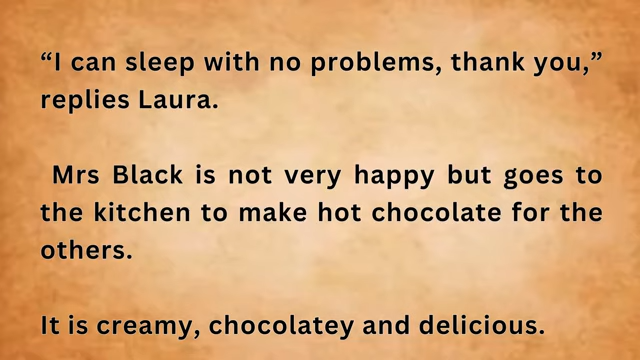 “I can sleep with no problems, thank you,”
replies Laura.
Mrs Black is not very happy but goes to
the kitchen to make hot chocolate for the
others.
It is creamy, chocolatey and delicious.